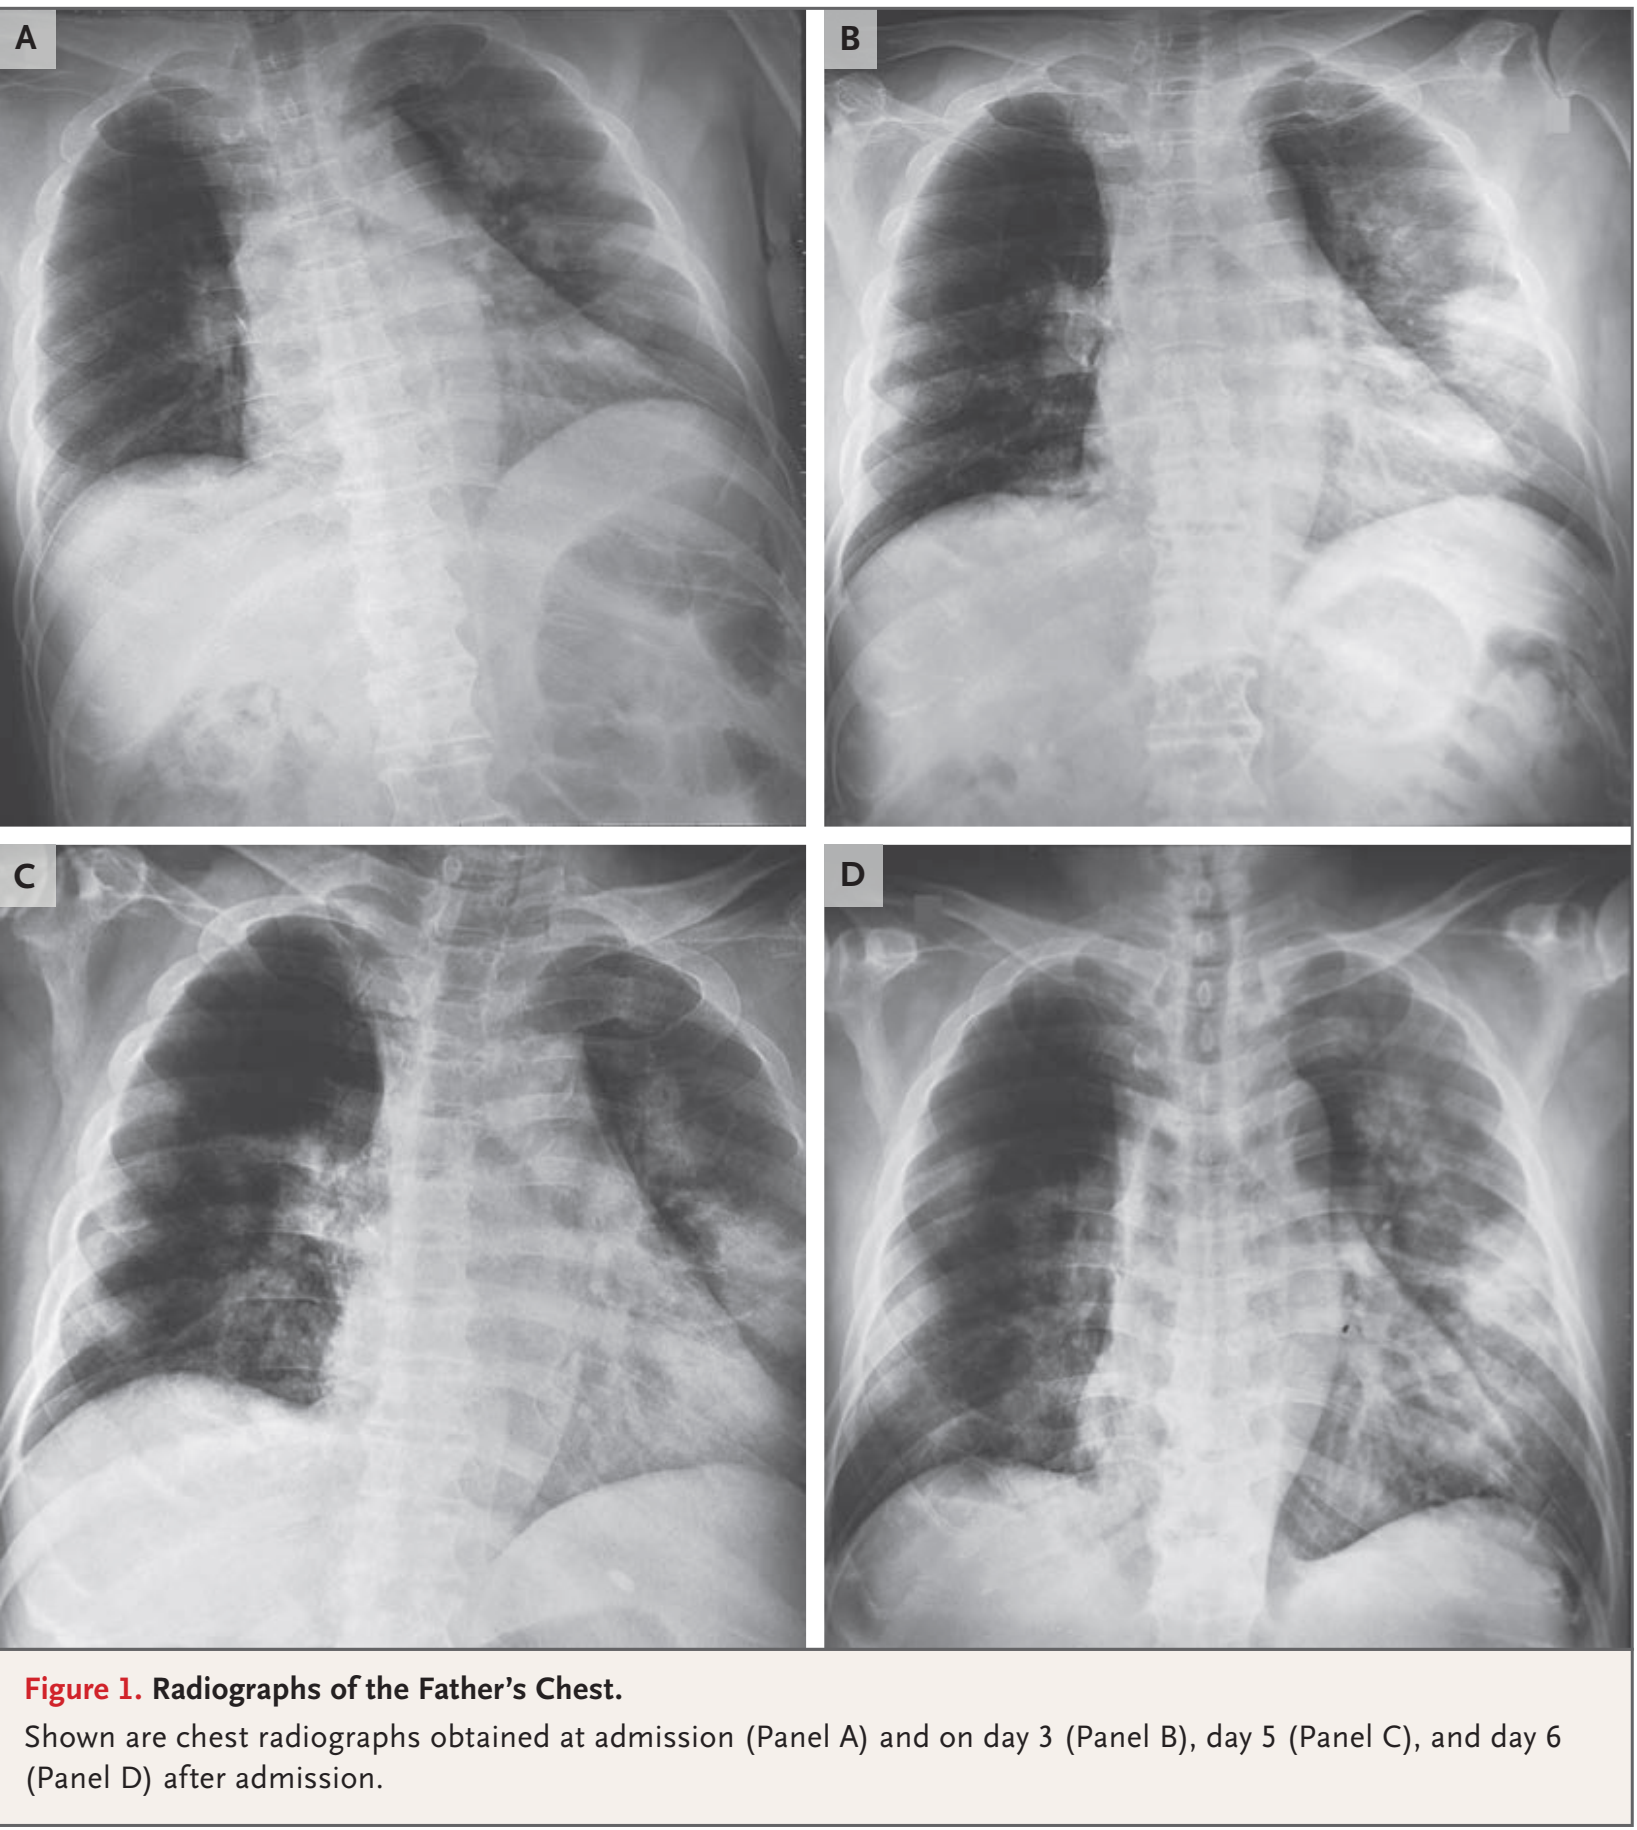 A
B
C
D
Figure 1. Radiographs of the Father’s Chest.
Shown are chest radiographs obtained at admission (Panel A) and on day 3 (Panel B), day 5 (Panel C), and day 6
(Panel D) after admission.